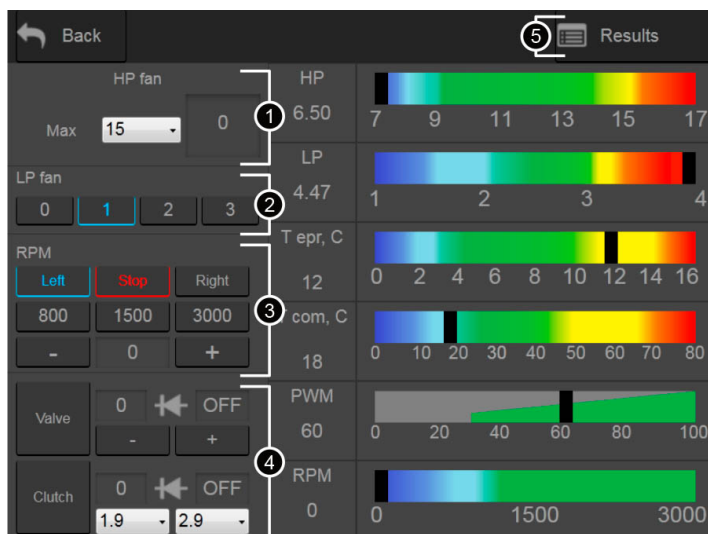 Back
5
Results
HP fan
Max
15
0
1
LP fan
0 1 2 3
2
RPM
Left Stop Right
800 1500 3000
- 0 +
3
Valve
0 OFF
- +
Clutch
0 OFF
1.9 2.9
4
HP
6.50
7 9 11 13 15 17
LP
4.47
1 2 3 4
T epr, C
12
0 2 4 6 8 10 12 14 16
com, C
18
0 10 20 30 40 50 60 70 80
PWM
60
0 20 40 60 80 100
RPM
0
0 1500 3000